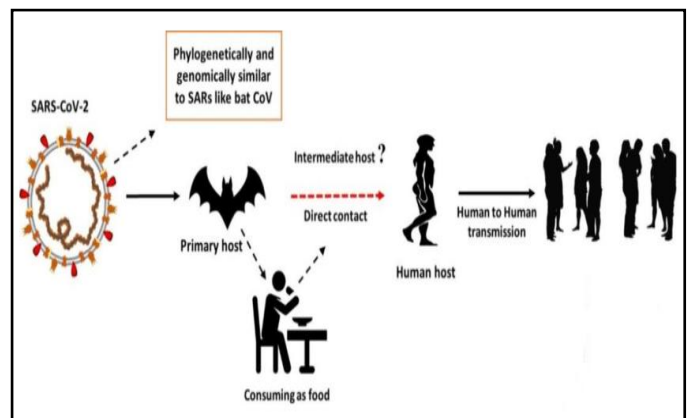 Phylogenetically and
genomically similar
to SARs like bat CoV
SARS-CoV-2
Intermediate host ?
Direct contact
Primary host
Human to Human
transmission
Human host
Consuming as food